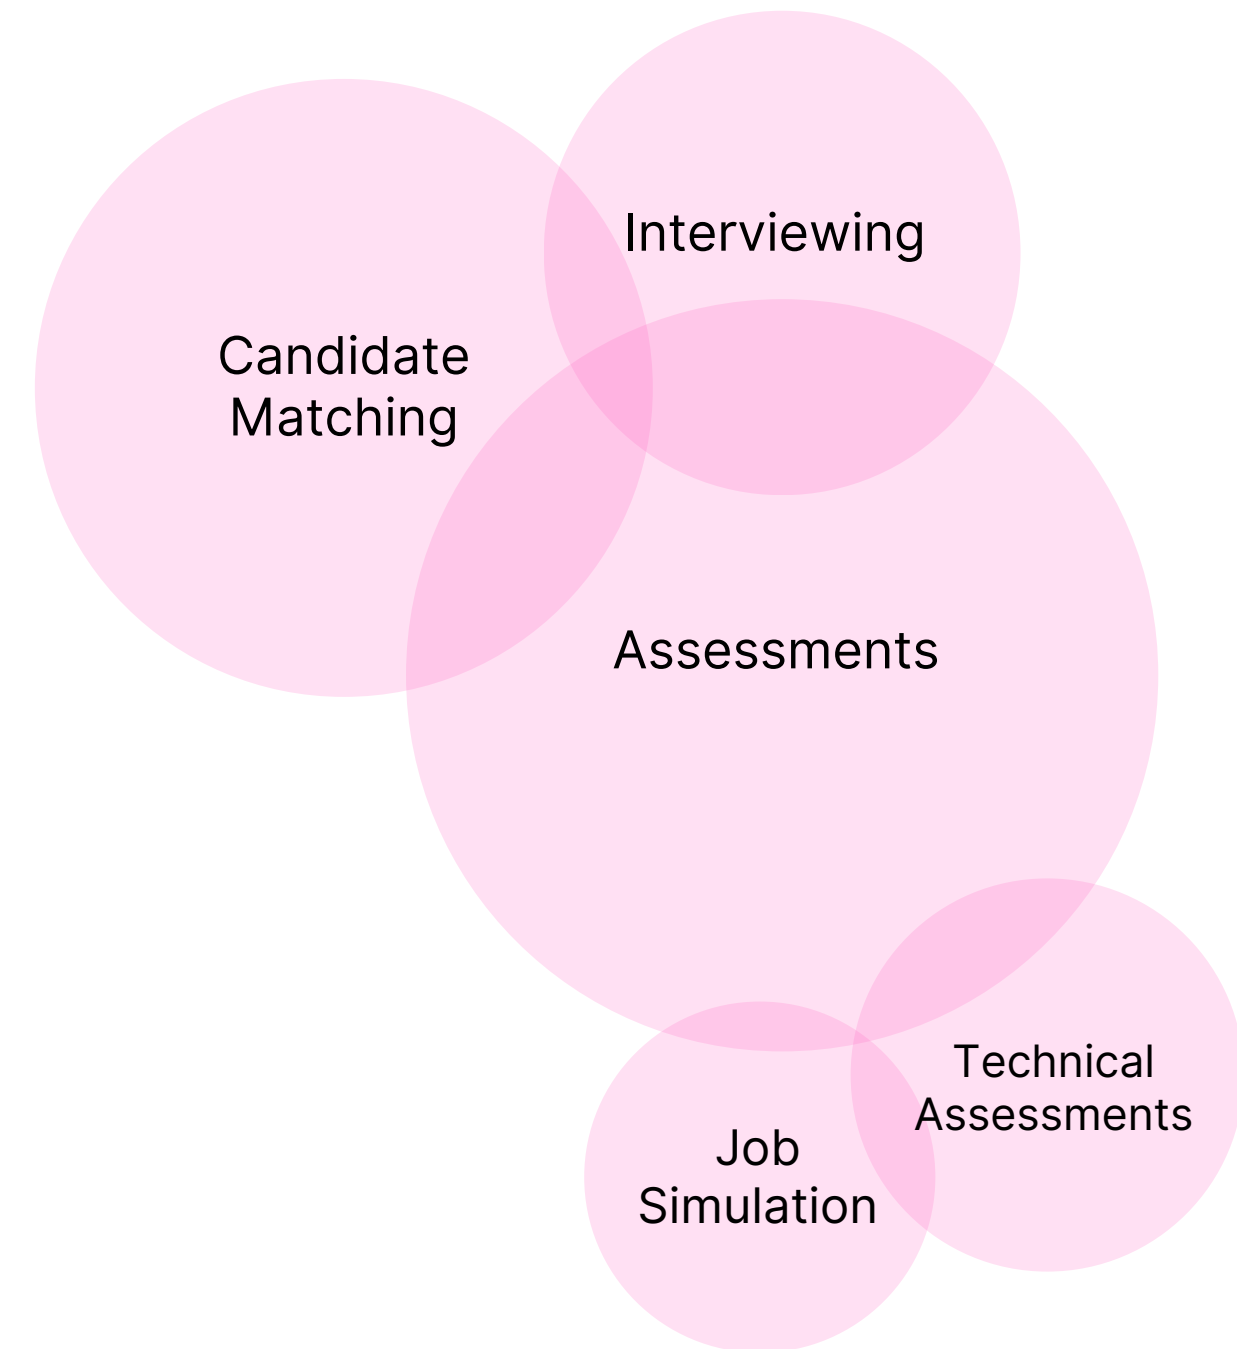 Interviewing
Candidate
Matching
Assessments
Technical
Assessments
Job
Simulation